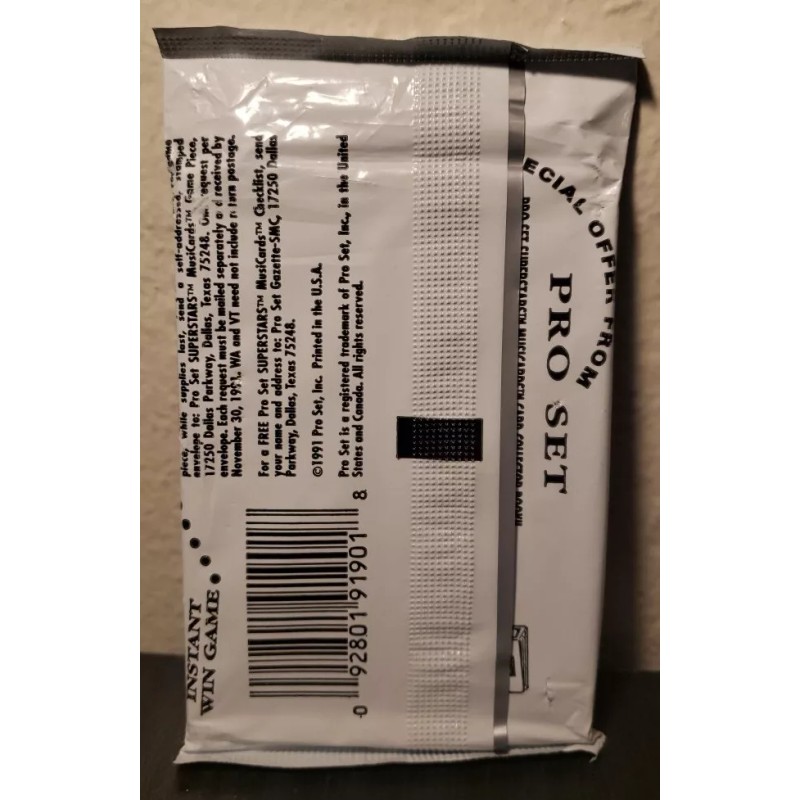 piece, while supplies last, send a self-addressed, stamped
envelope to: Pro Set SUPERSTARS™ MusiCards™ Game Piece,
17250 Dallas Parkway, Dallas, Texas 75248. One request per
envelope. Each request must be mailed separately and received by
November 30, 1991. WA and VT need not include return postage.
For a FREE Pro Set SUPERSTARS™ MusiCards™ Checklist, send
your name and address to: Pro Set Gazette-SMC, 17250 Dallas
Parkway, Dallas, Texas 75248.
©1991 Pro Set, Inc. Printed in the U.S.A.
Pro Set is a registered trademark of Pro Set, Inc., in the United
States and Canada. All rights reserved.
INSTANT
WIN GAME
0 92801 91901 8
ECIAL OFFER FROM
PRO SET